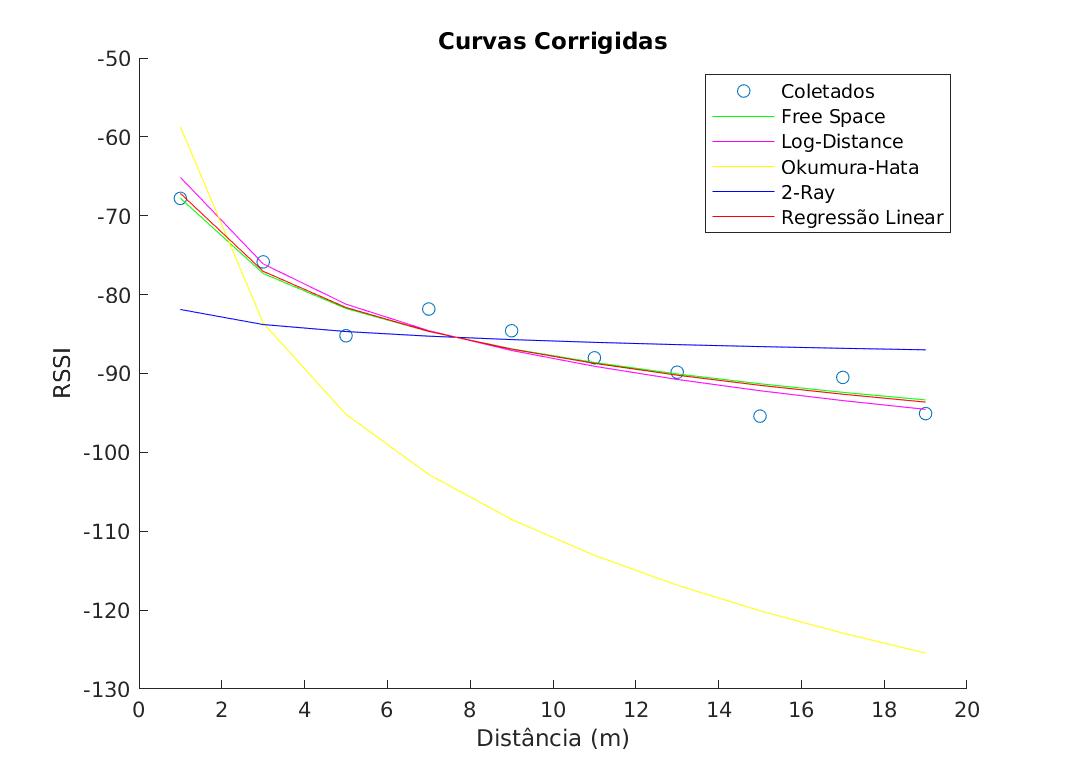 Curvas Corrigidas
-50
-60
-70
-80
-90
-100
-110
-120
-130
RSSI
0 2 4 6 8 10 12 14 16 18 20
Distância (m)
Coletados
Free Space
Log-Distance
Okumura-Hata
2-Ray
Regressão Linear